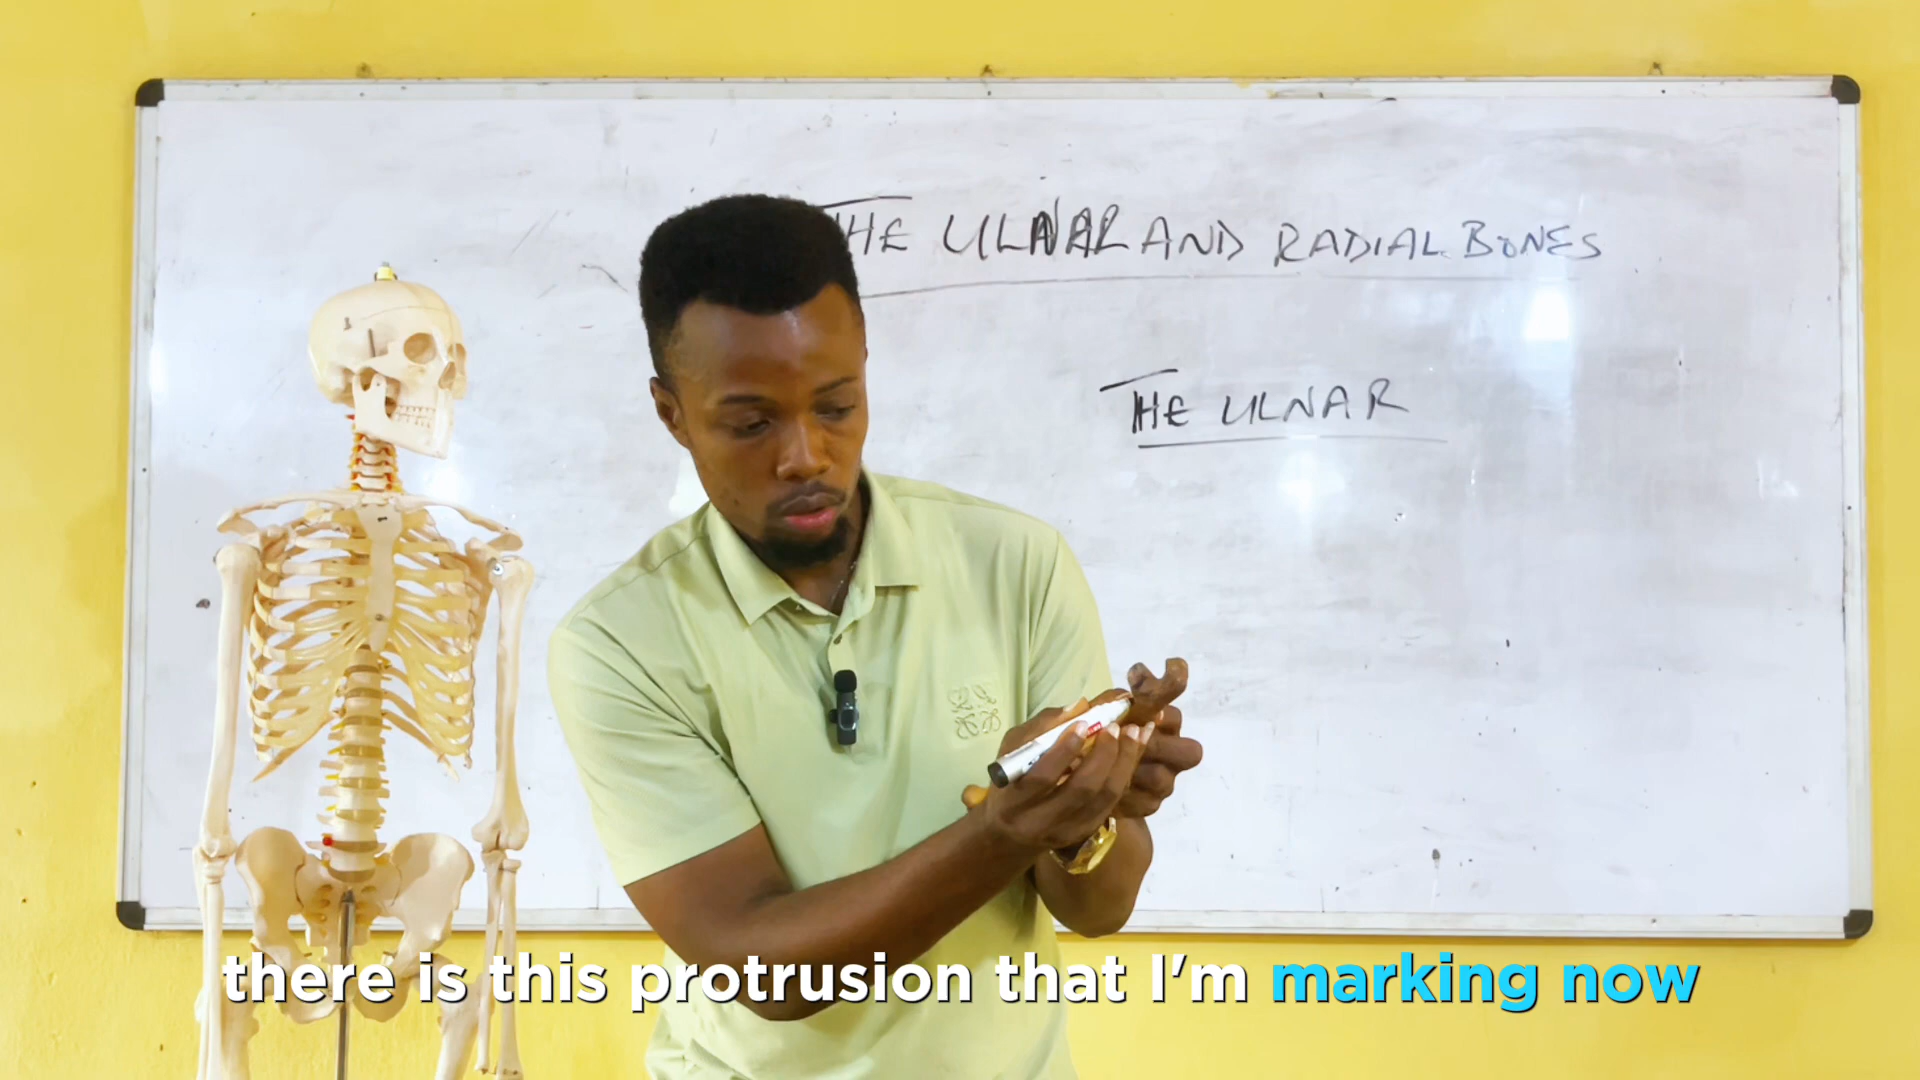 THE ULNAR AND RADIAL BONES
THE ULNAR
there is this protrusion that I'm marking now